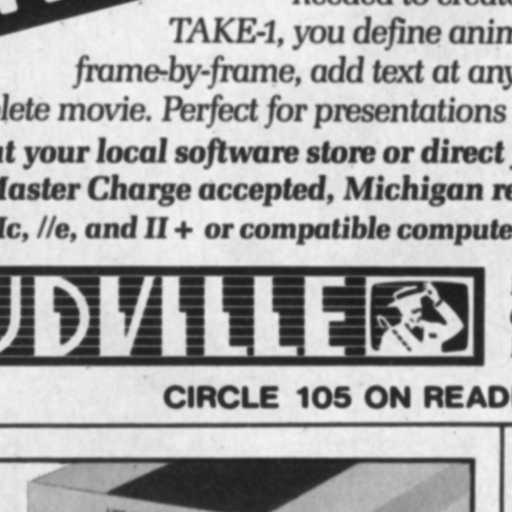 needed to
TAKE-1, you define anim
frame-by-frame, add text at any
lete movie. Perfect for presentations
at your local software store or direct
Master Charge accepted, Michigan re
IIc, //e, and II + or compatible compute
UDVILLE
CIRCLE 105 ON READ